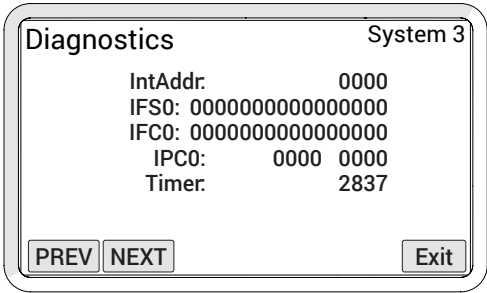 Diagnostics System 3
IntAddr: 0000
IFS0: 0000000000000000
IFC0: 0000000000000000
IPC0: 0000 0000
Timer: 2837
PREV NEXT Exit